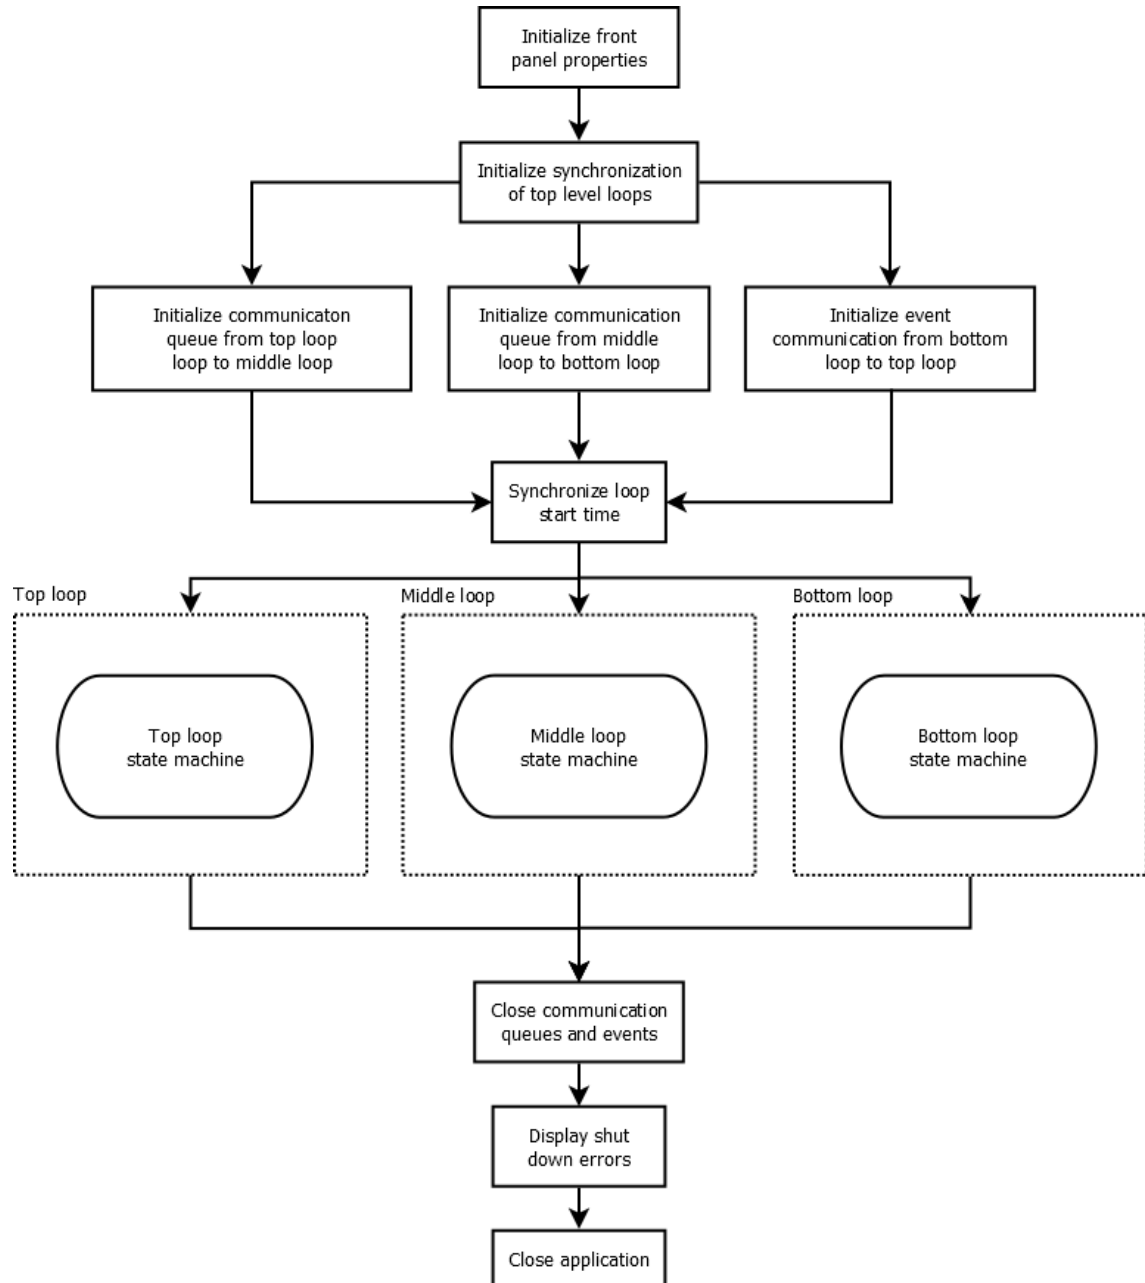 Initialize front
panel properties
Initialize synchronization
of top level loops
Initialize communicaton
queue from top loop
loop to middle loop
Initialize communication
queue from middle
loop to bottom loop
Initialize event
communication from bottom
loop to top loop
Synchronize loop
start time
Top loop
Middle loop
Bottom loop
Top loop
state machine
Middle loop
state machine
Bottom loop
state machine
Close communication
queues and events
Display shut
down errors
Close application